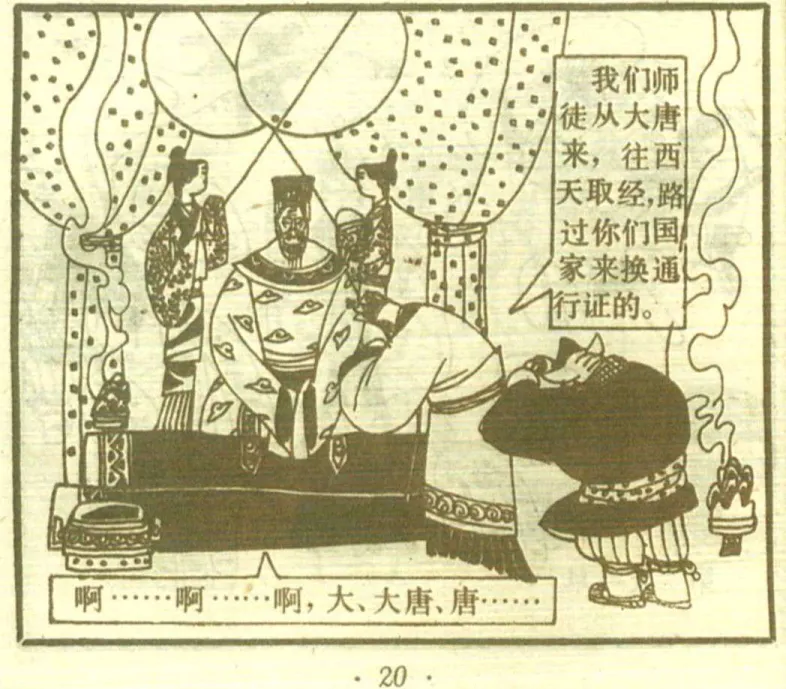 我们师
徒从大唐
来，往西
天取经，路
过你们国
家来换通
行证的。
啊……啊……啊，大、大唐、唐……
· 20 ·